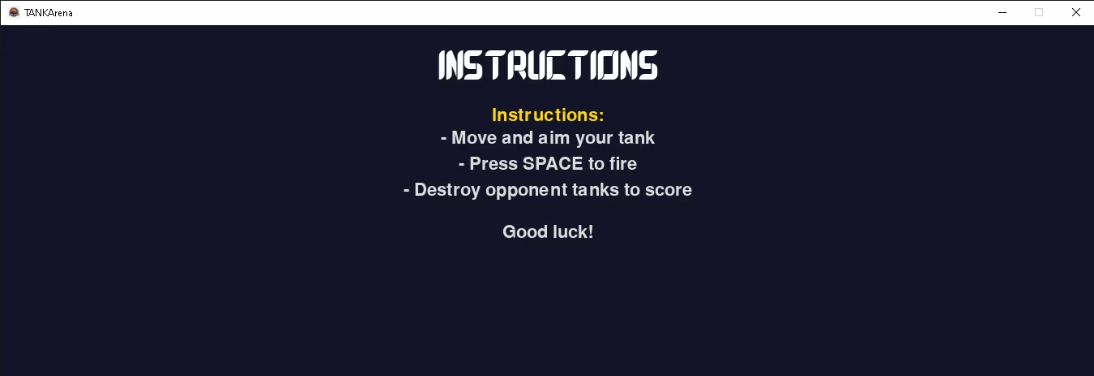 TANKArena
INSTRUCTIONS
Instructions:
- Move and aim your tank
- Press SPACE to fire
- Destroy opponent tanks to score
Good luck!